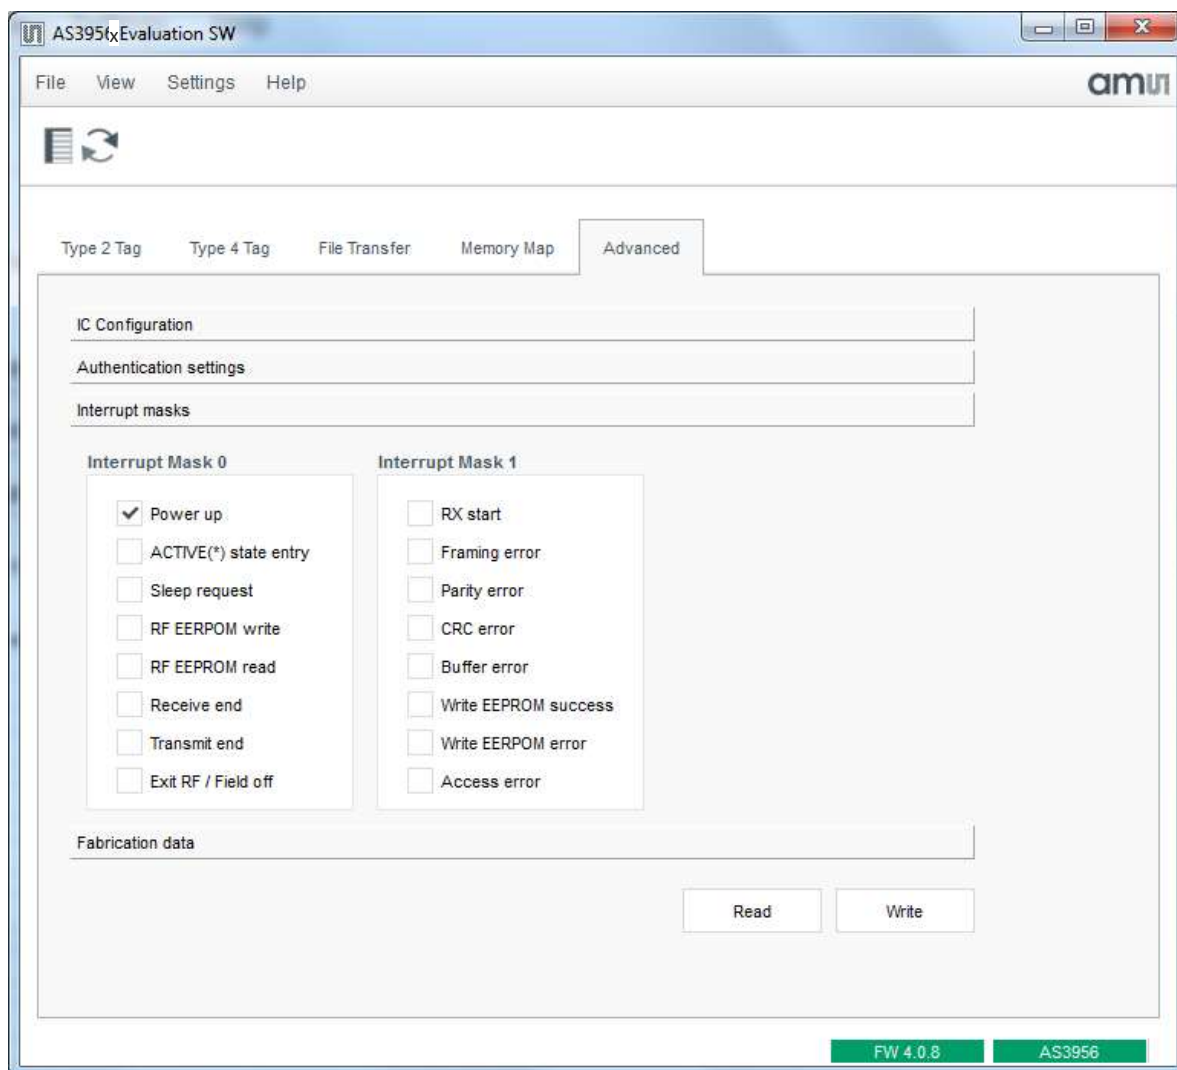 AS3956x Evaluation SW
File View Settings Help
am
Type 2 Tag Type 4 Tag File Transfer Memory Map Advanced
IC Configuration
Authentication settings
Interrupt masks
Interrupt Mask 0 Interrupt Mask 1
Power up RX start
ACTIVE(*) state entry Framing error
Sleep request Parity error
RF EERPOM write CRC error
RF EEPROM read Buffer error
Receive end Write EEPROM success
Transmit end Write EERPOM error
Exit RF / Field off Access error
Fabrication data
Read Write
FW 4.0.8 AS3956